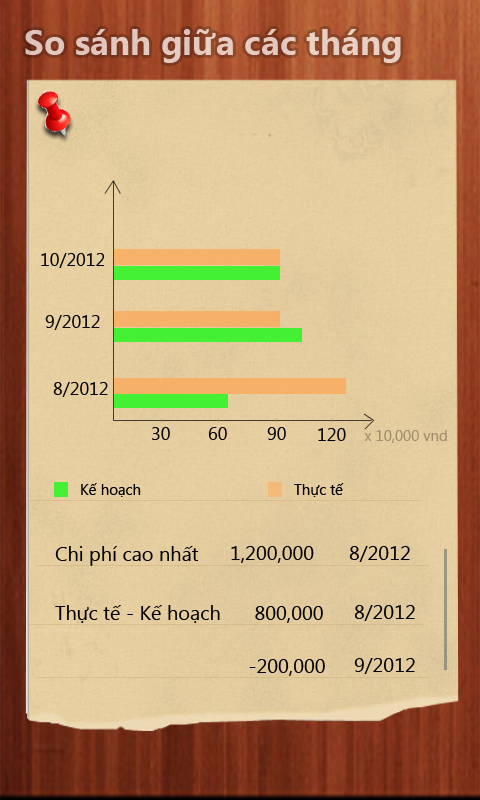 So sánh giữa các tháng
10/2012
9/2012
8/2012
30 60 90 120 x 10,000 vnd
Kế hoạch Thực tế
Chi phí cao nhất 1,200,000 8/2012
Thực tế - Kế hoạch 800,000 8/2012
-200,000 9/2012